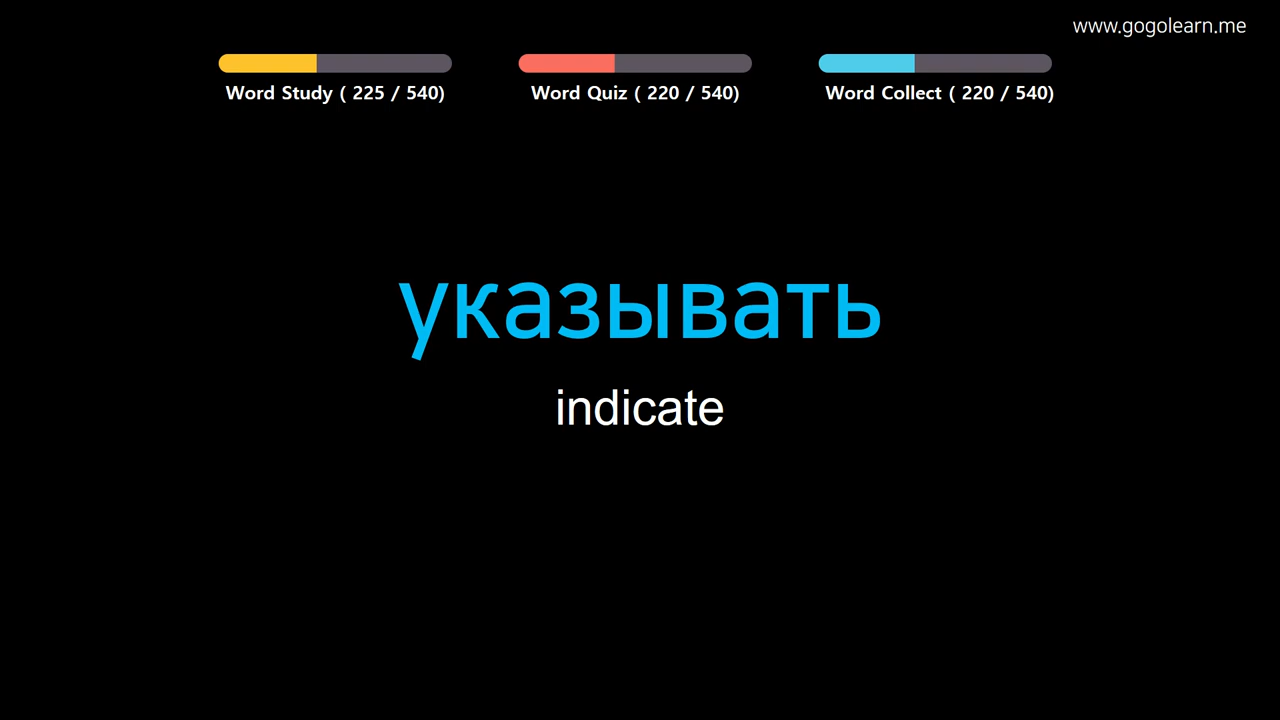 www.gogolearn.me
Word Study ( 225 / 540)
Word Quiz ( 220 / 540)
Word Collect ( 220 / 540)
указывать
indicate